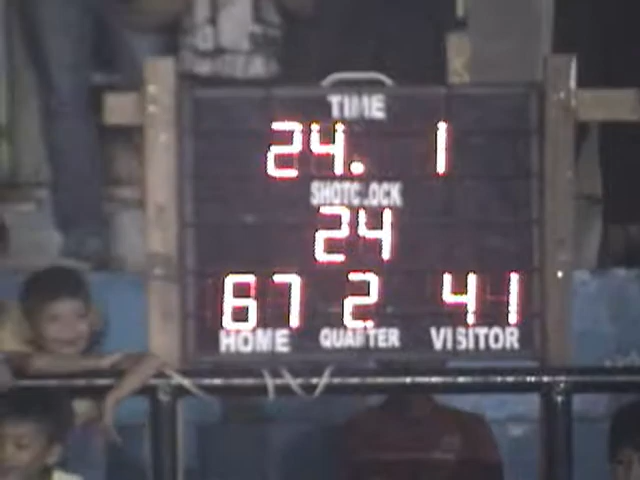 TIME
24. 1
SHOTCLOCK
24
67 2 41
HOME QUARTER VISITOR